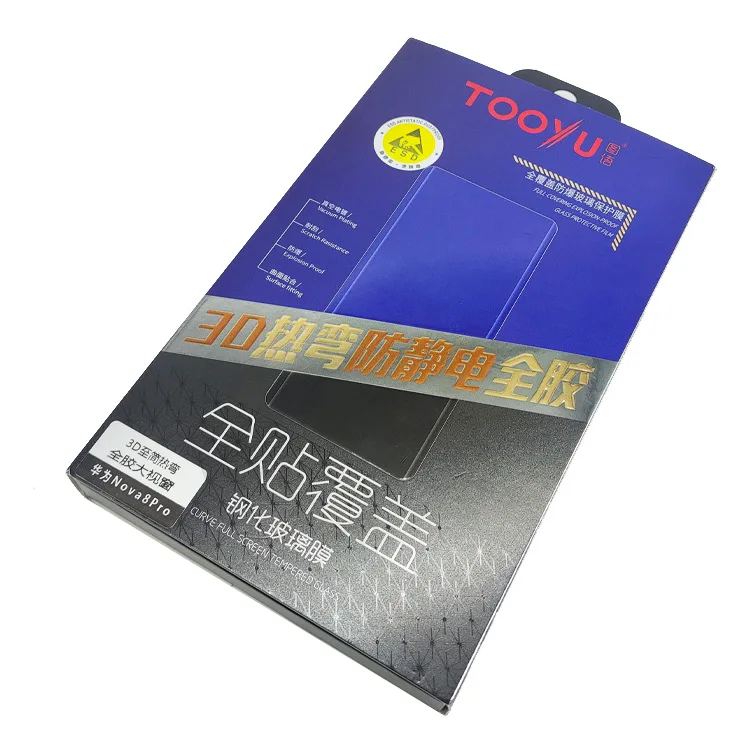 TOOYU®
图语
全覆盖防爆玻璃保护膜
FULL COVERING EXPLOSION-PROOF
GLASS PROTECTIVE FILM
ESD
真空电镀/
Vacuum Plating
耐刮/
Scratch Resistance
防爆/
Explosion Proof
曲面贴合/
Surface fitting
3D热弯防静电全胶
全贴覆盖
钢化玻璃膜
CURVE FULL SCREEN TEMPERED GLASS
3D至尊热弯
全胶大视窗
华为Nova8Pro